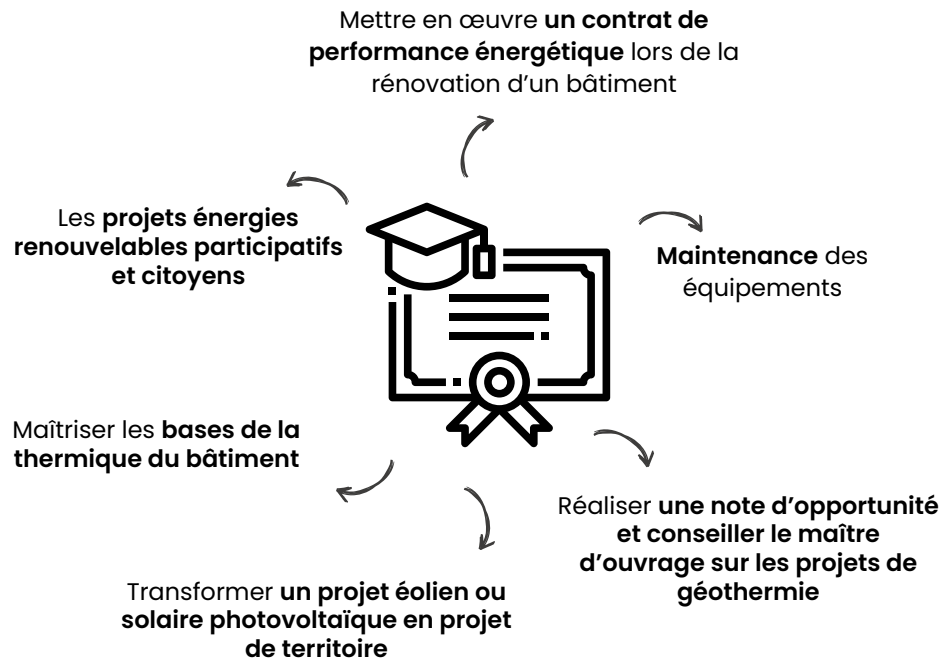 Mettre en œuvre un contrat de
performance énergétique lors de la
rénovation d’un bâtiment
Les projets énergies
renouvelables participatifs
et citoyens
Maintenance des
équipements
Maîtriser les bases de la
thermique du bâtiment
Réaliser une note d’opportunité
et conseiller le maître
d’ouvrage sur les projets de
géothermie
Transformer un projet éolien ou
solaire photovoltaïque en projet
de territoire